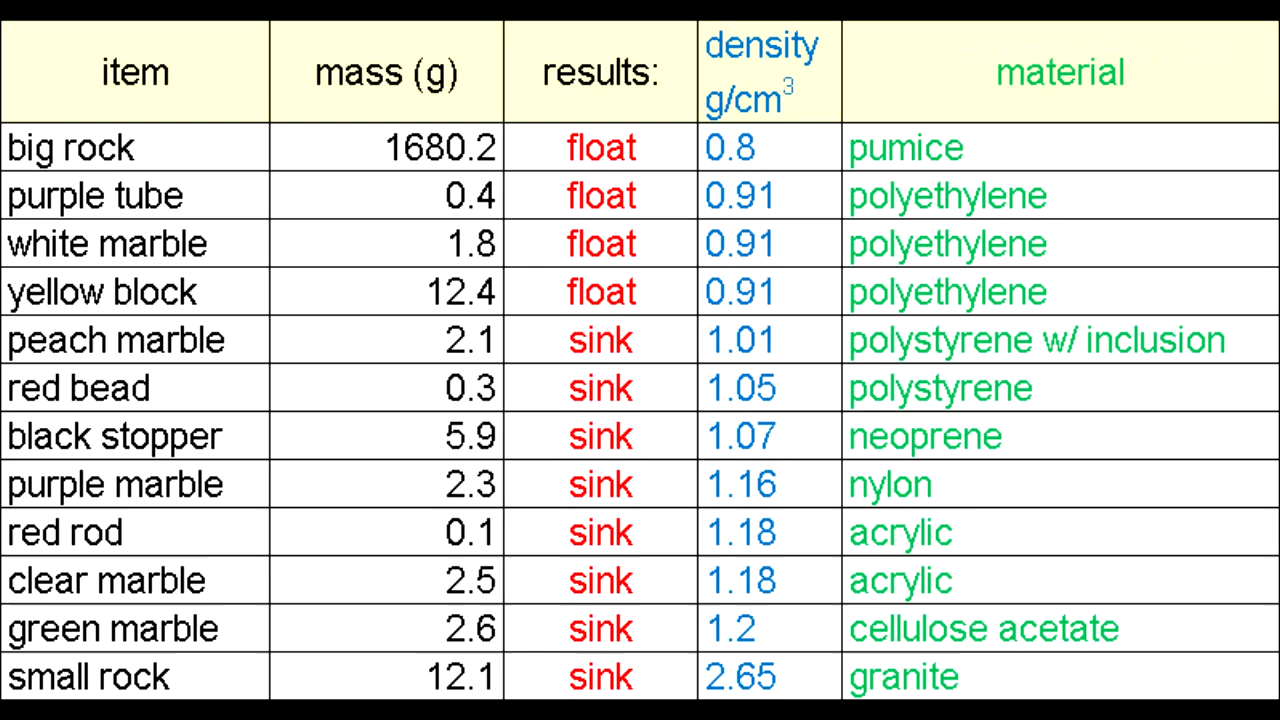 item mass (g) results: density g/cm³ material
big rock 1680.2 float 0.8 pumice
purple tube 0.4 float 0.91 polyethylene
white marble 1.8 float 0.91 polyethylene
yellow block 12.4 float 0.91 polyethylene
peach marble 2.1 sink 1.01 polystyrene w/ inclusion
red bead 0.3 sink 1.05 polystyrene
black stopper 5.9 sink 1.07 neoprene
purple marble 2.3 sink 1.16 nylon
red rod 0.1 sink 1.18 acrylic
clear marble 2.5 sink 1.18 acrylic
green marble 2.6 sink 1.2 cellulose acetate
small rock 12.1 sink 2.65 granite